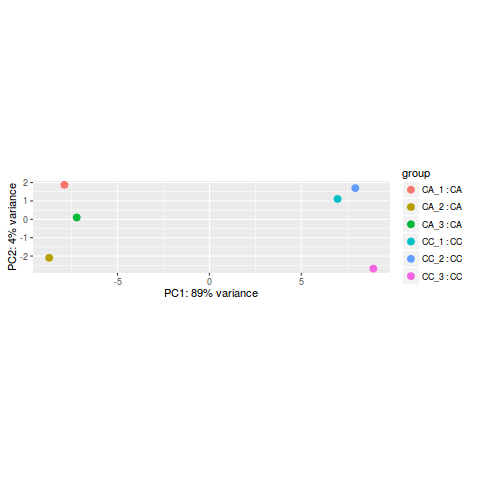 group
CA_1 : CA
CA_2 : CA
CA_3 : CA
CC_1 : CC
CC_2 : CC
CC_3 : CC
PC2: 4% variance
2
1
0
-1
-2
-5
0
5
PC1: 89% variance